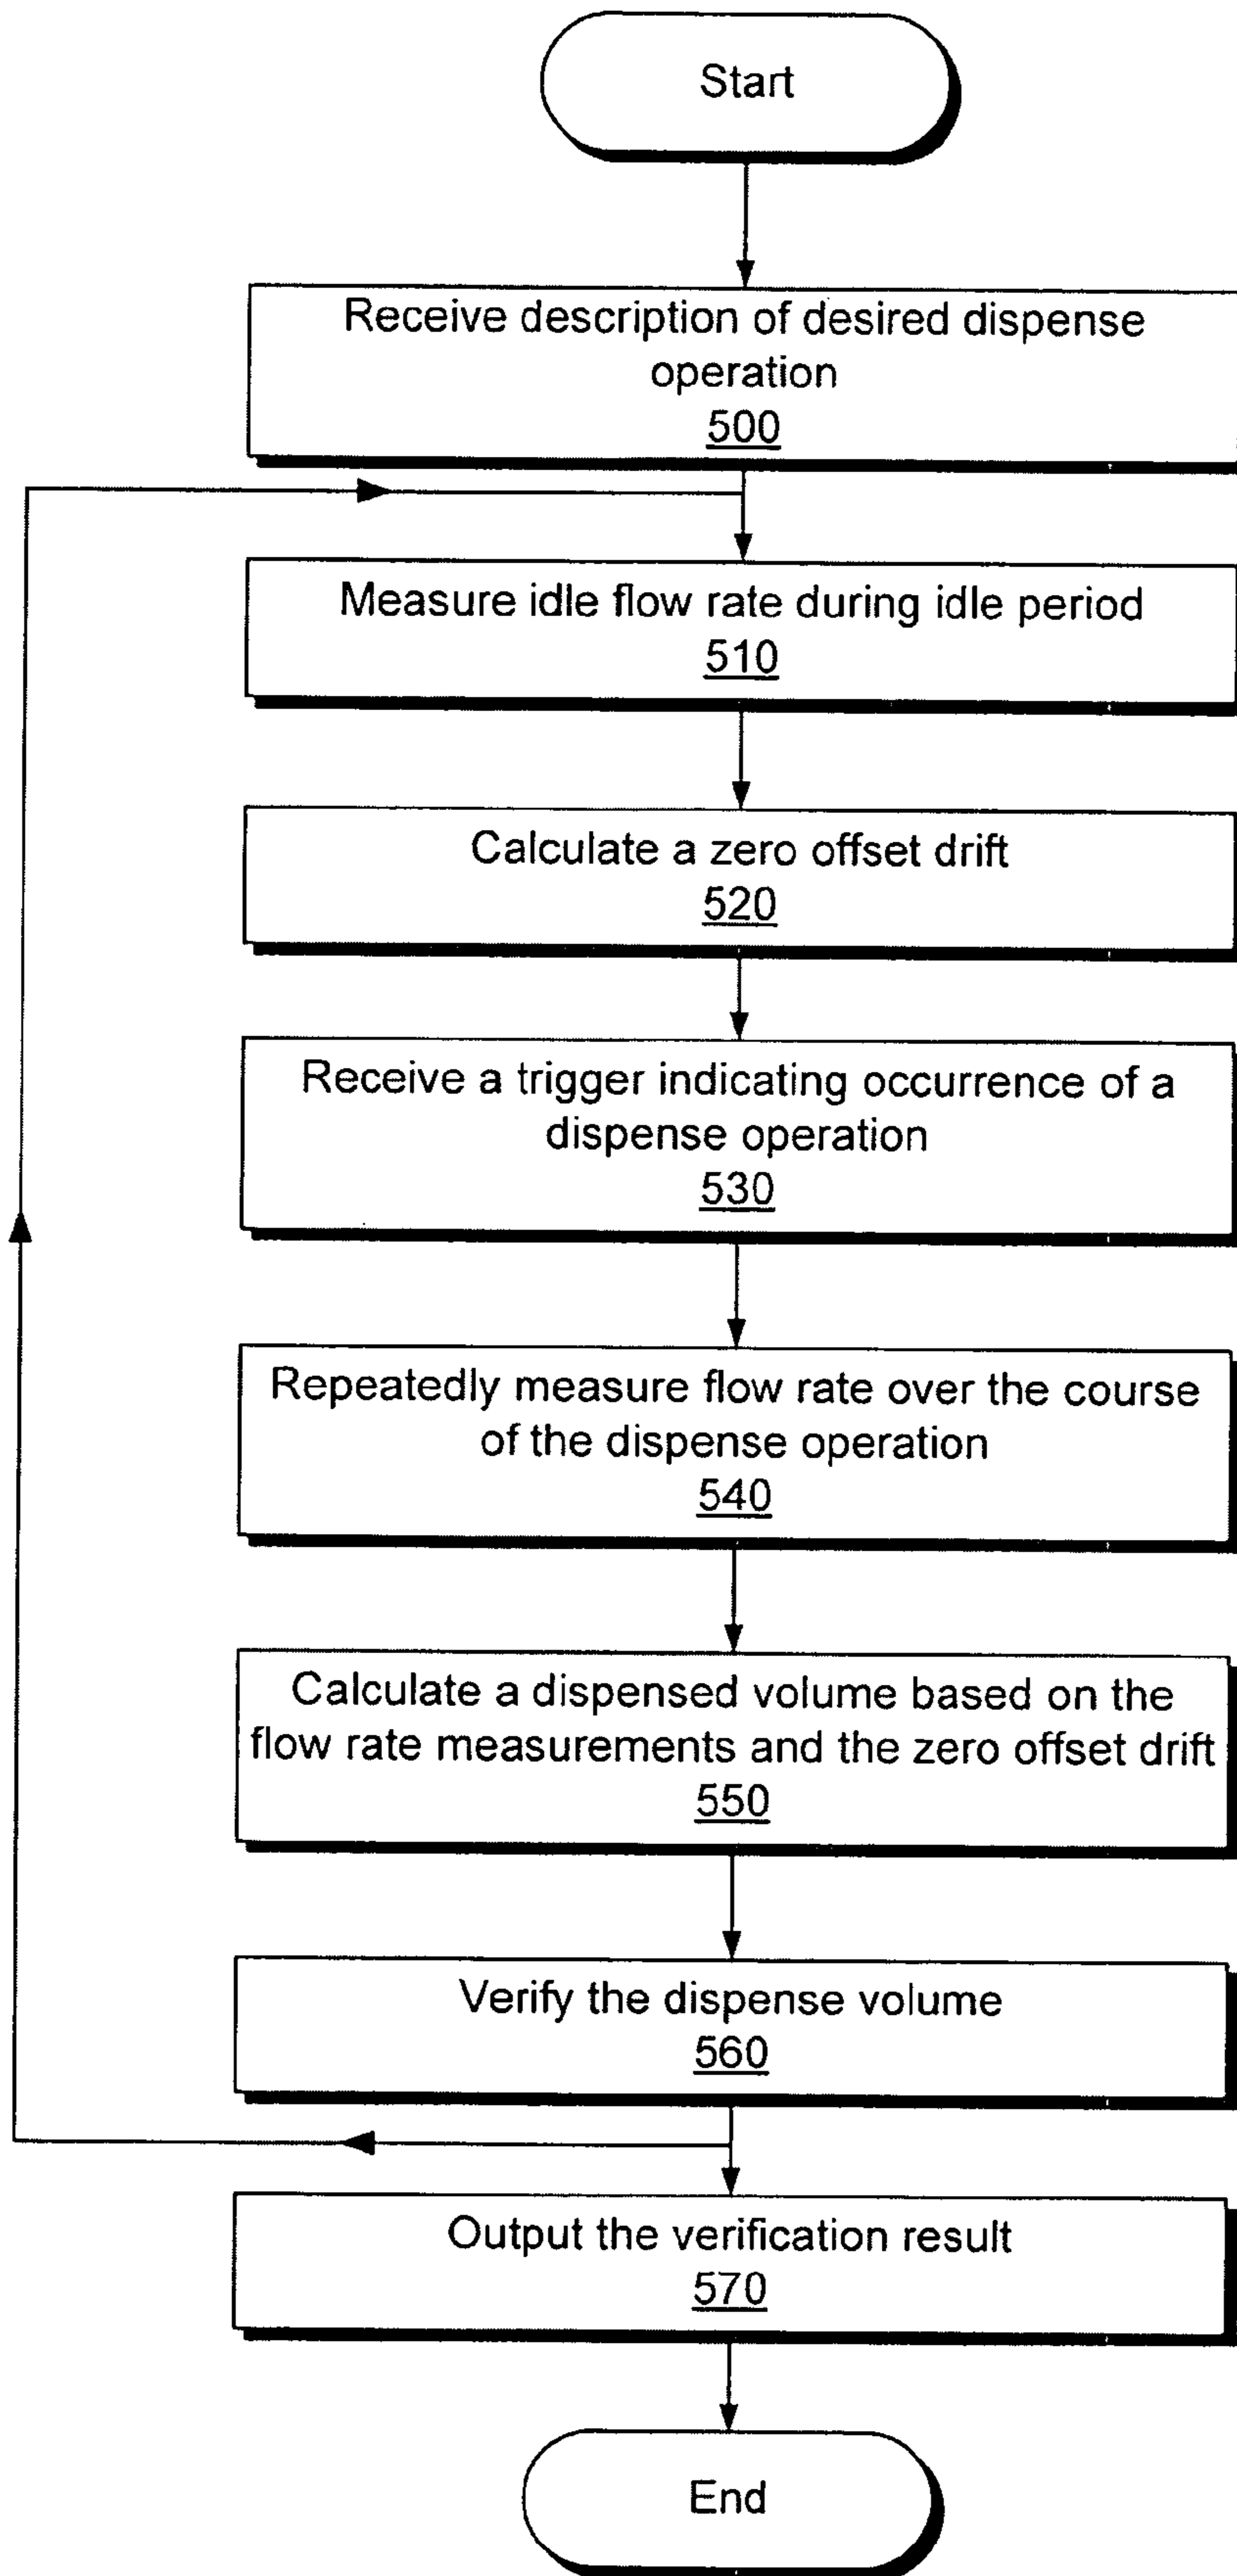 Start
Receive description of desired dispense
operation
500
Measure idle flow rate during idle period
510
Calculate a zero offset drift
520
Receive a trigger indicating occurrence of a
dispense operation
530
Repeatedly measure flow rate over the course
of the dispense operation
540
Calculate a dispensed volume based on the
flow rate measurements and the zero offset drift
550
Verify the dispense volume
560
Output the verification result
570
End